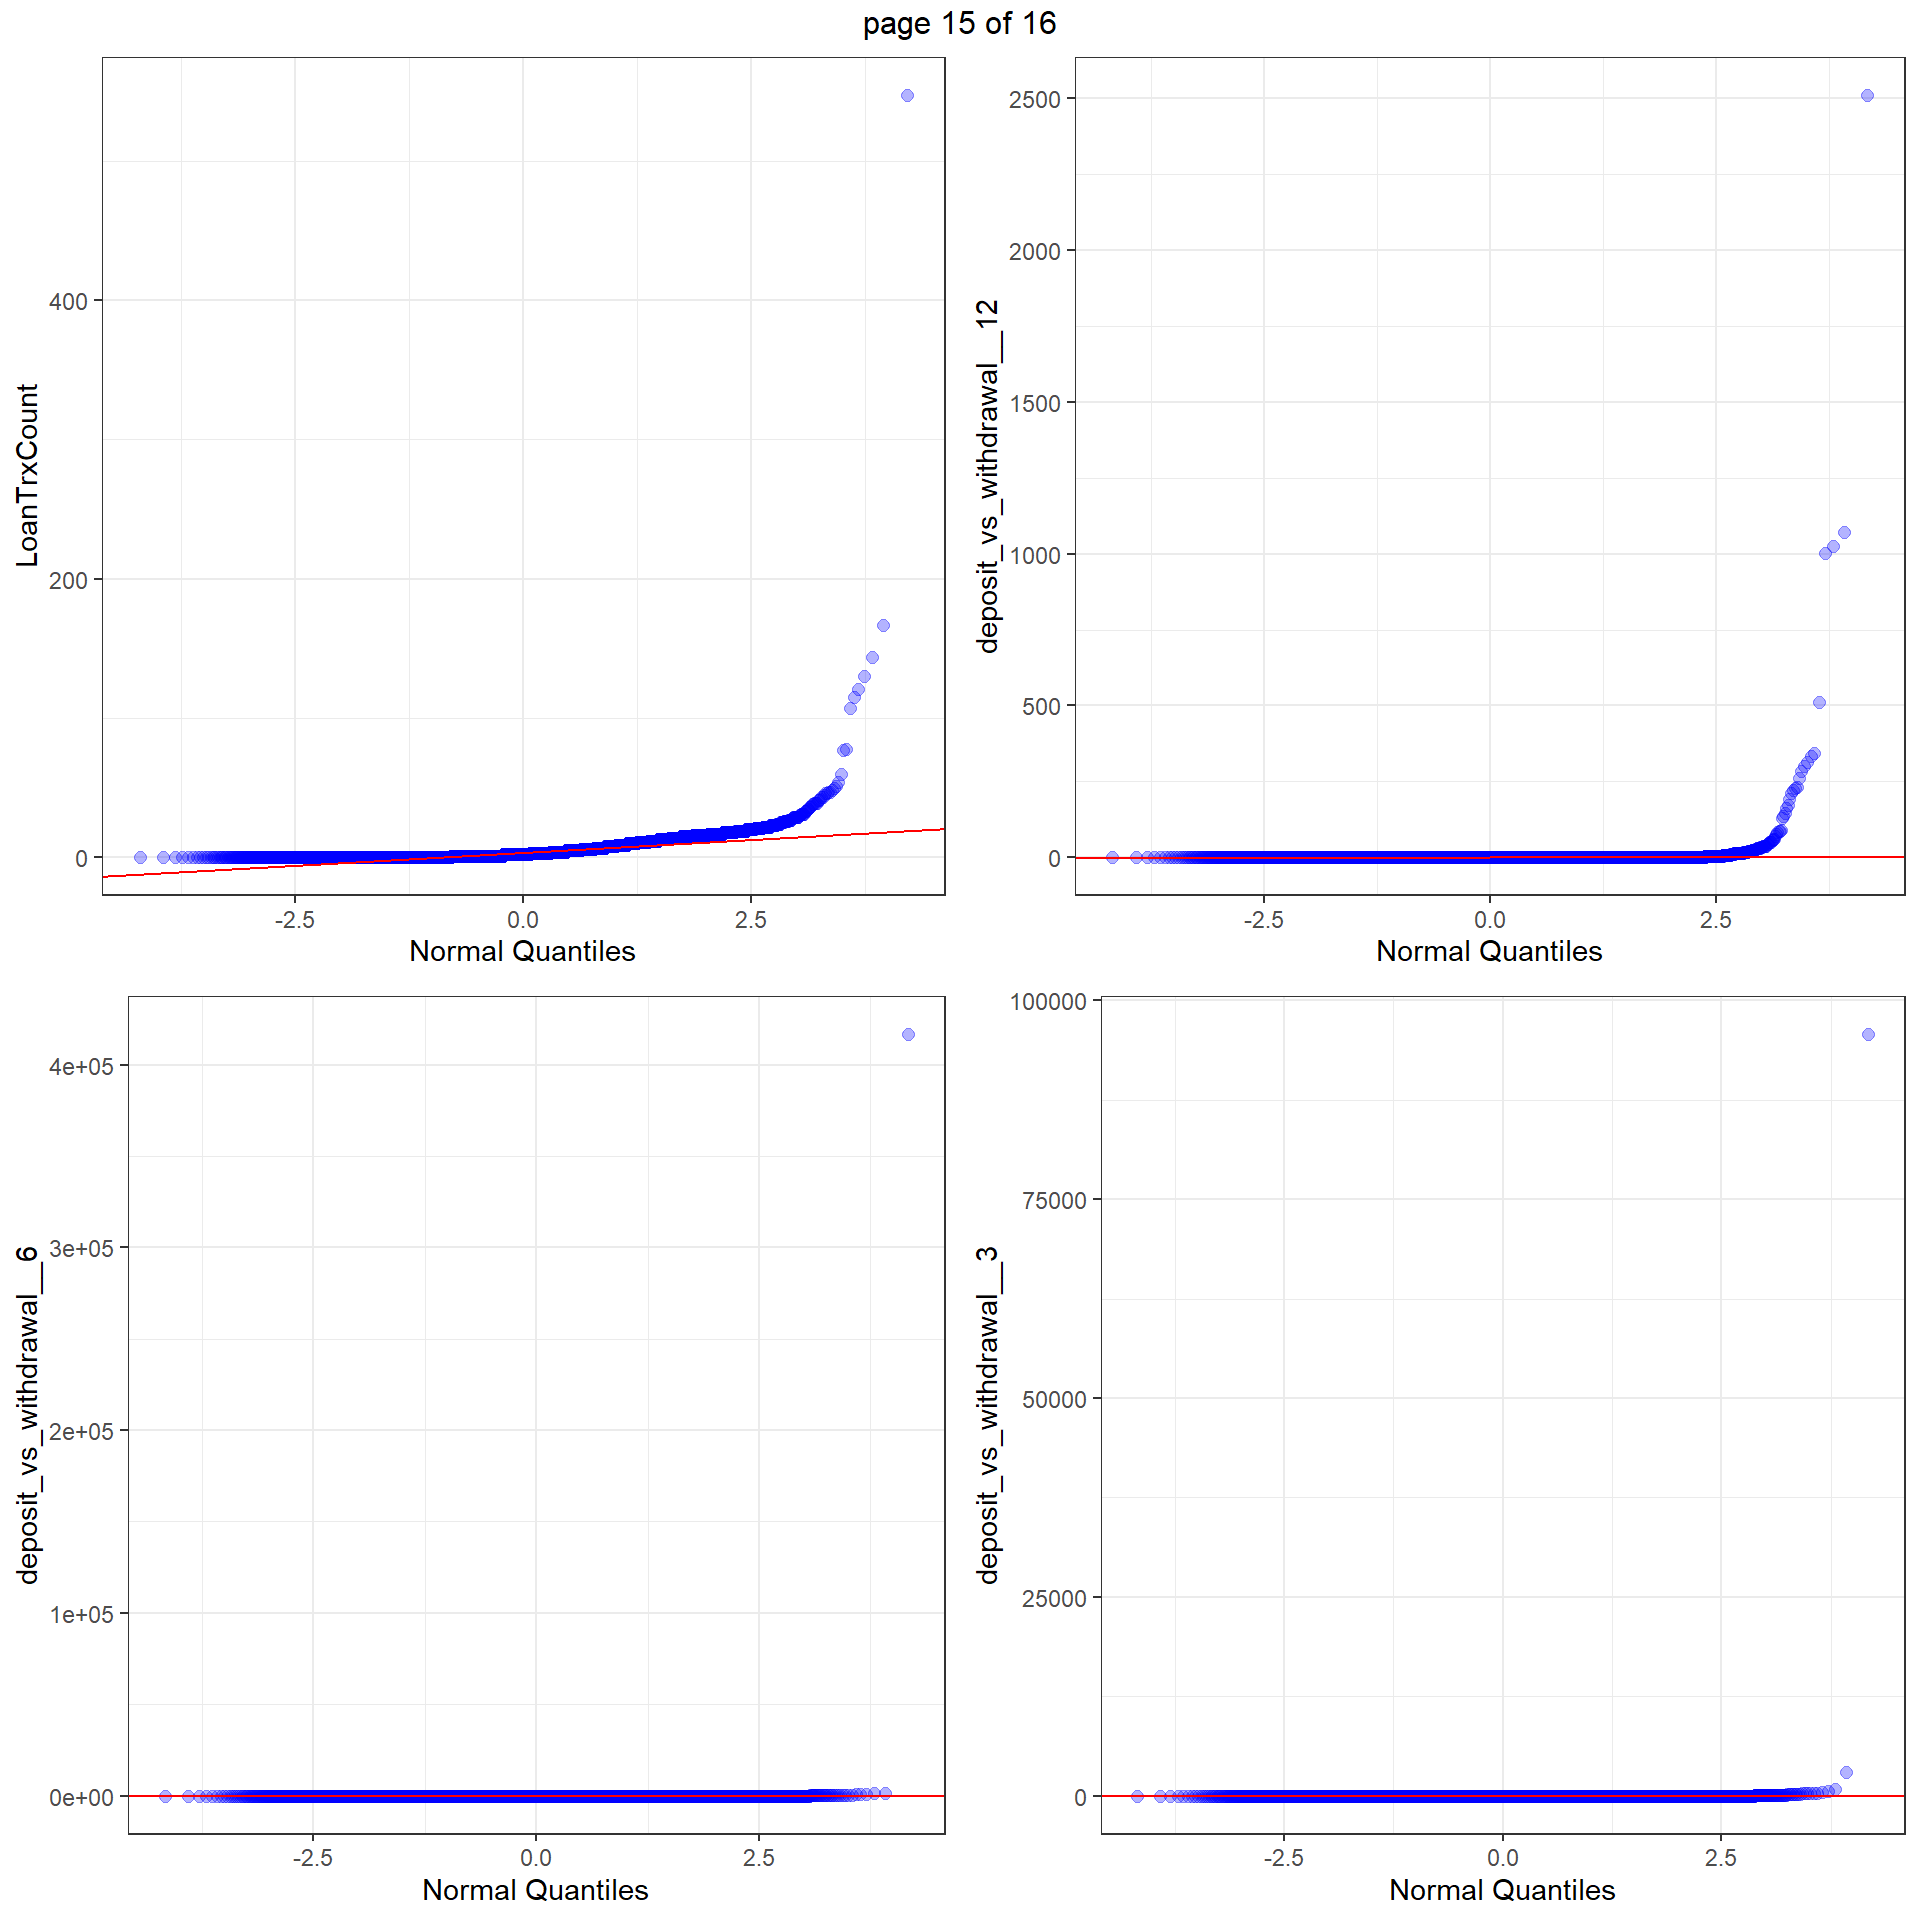 page 15 of 16
LoanTrxCount
400
200
0
-2.5 0.0 2.5
Normal Quantiles
deposit_vs_withdrawal__12
2500
2000
1500
1000
500
0
-2.5 0.0 2.5
Normal Quantiles
deposit_vs_withdrawal__6
4e+05
3e+05
2e+05
1e+05
0e+00
-2.5 0.0 2.5
Normal Quantiles
deposit_vs_withdrawal__3
100000
75000
50000
25000
0
-2.5 0.0 2.5
Normal Quantiles